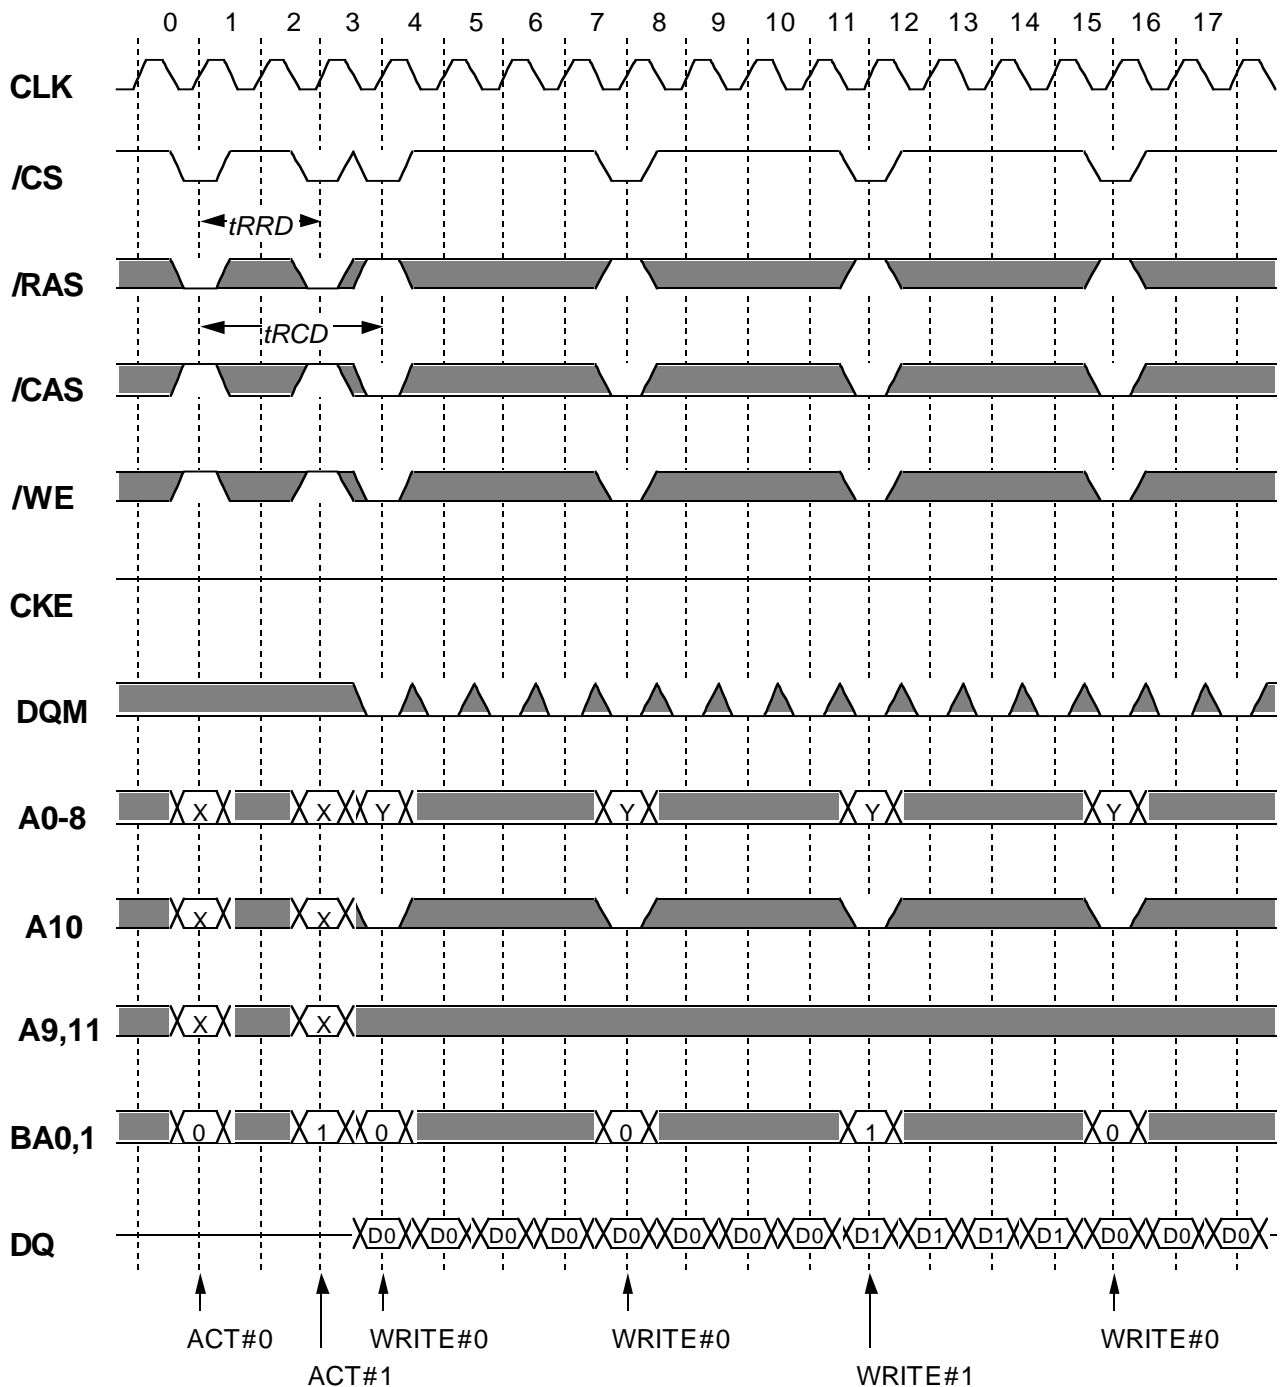 0 1 2 3 4 5 6 7 8 9 10 11 12 13 14 15 16 17
CLK
/CS
tRRD
/RAS
tRCD
/CAS
/WE
CKE
DQM
A0-8 X X Y Y Y Y
A10 X X
A9,11 X X
BA0,1 0 1 0 0 1 0
DQ D0 D0 D0 D0 D0 D0 D0 D0 D1 D1 D1 D1 D0 D0 D0
ACT#0 WRITE#0 WRITE#0 WRITE#0
ACT#1 WRITE#1